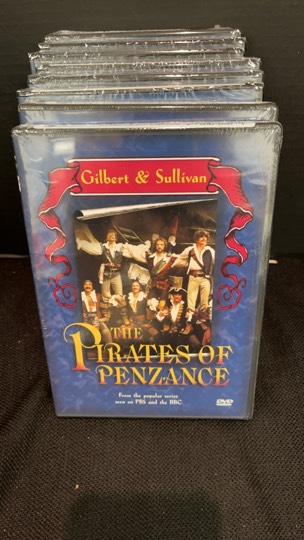 Gilbert & Sullivan
THE
PIRATES OF
PENZANCE
From the popular series
seen on PBS and the BBC
DVD